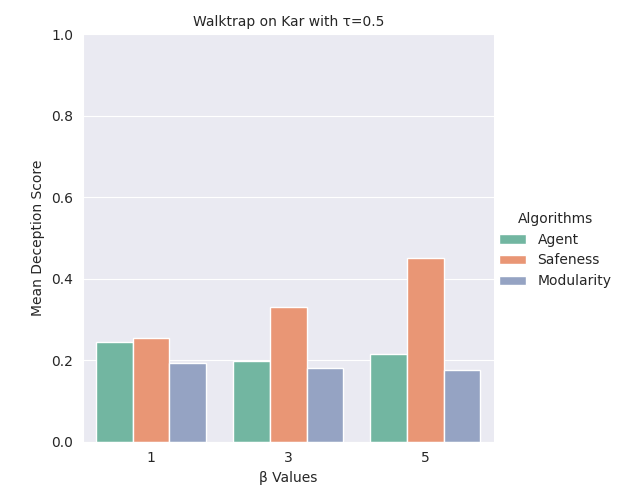 Walktrap on Kar with τ=0.5
Mean Deception Score
1.0
0.8
0.6
0.4
0.2
0.0
1
3
5
β Values
Algorithms
Agent
Safeness
Modularity